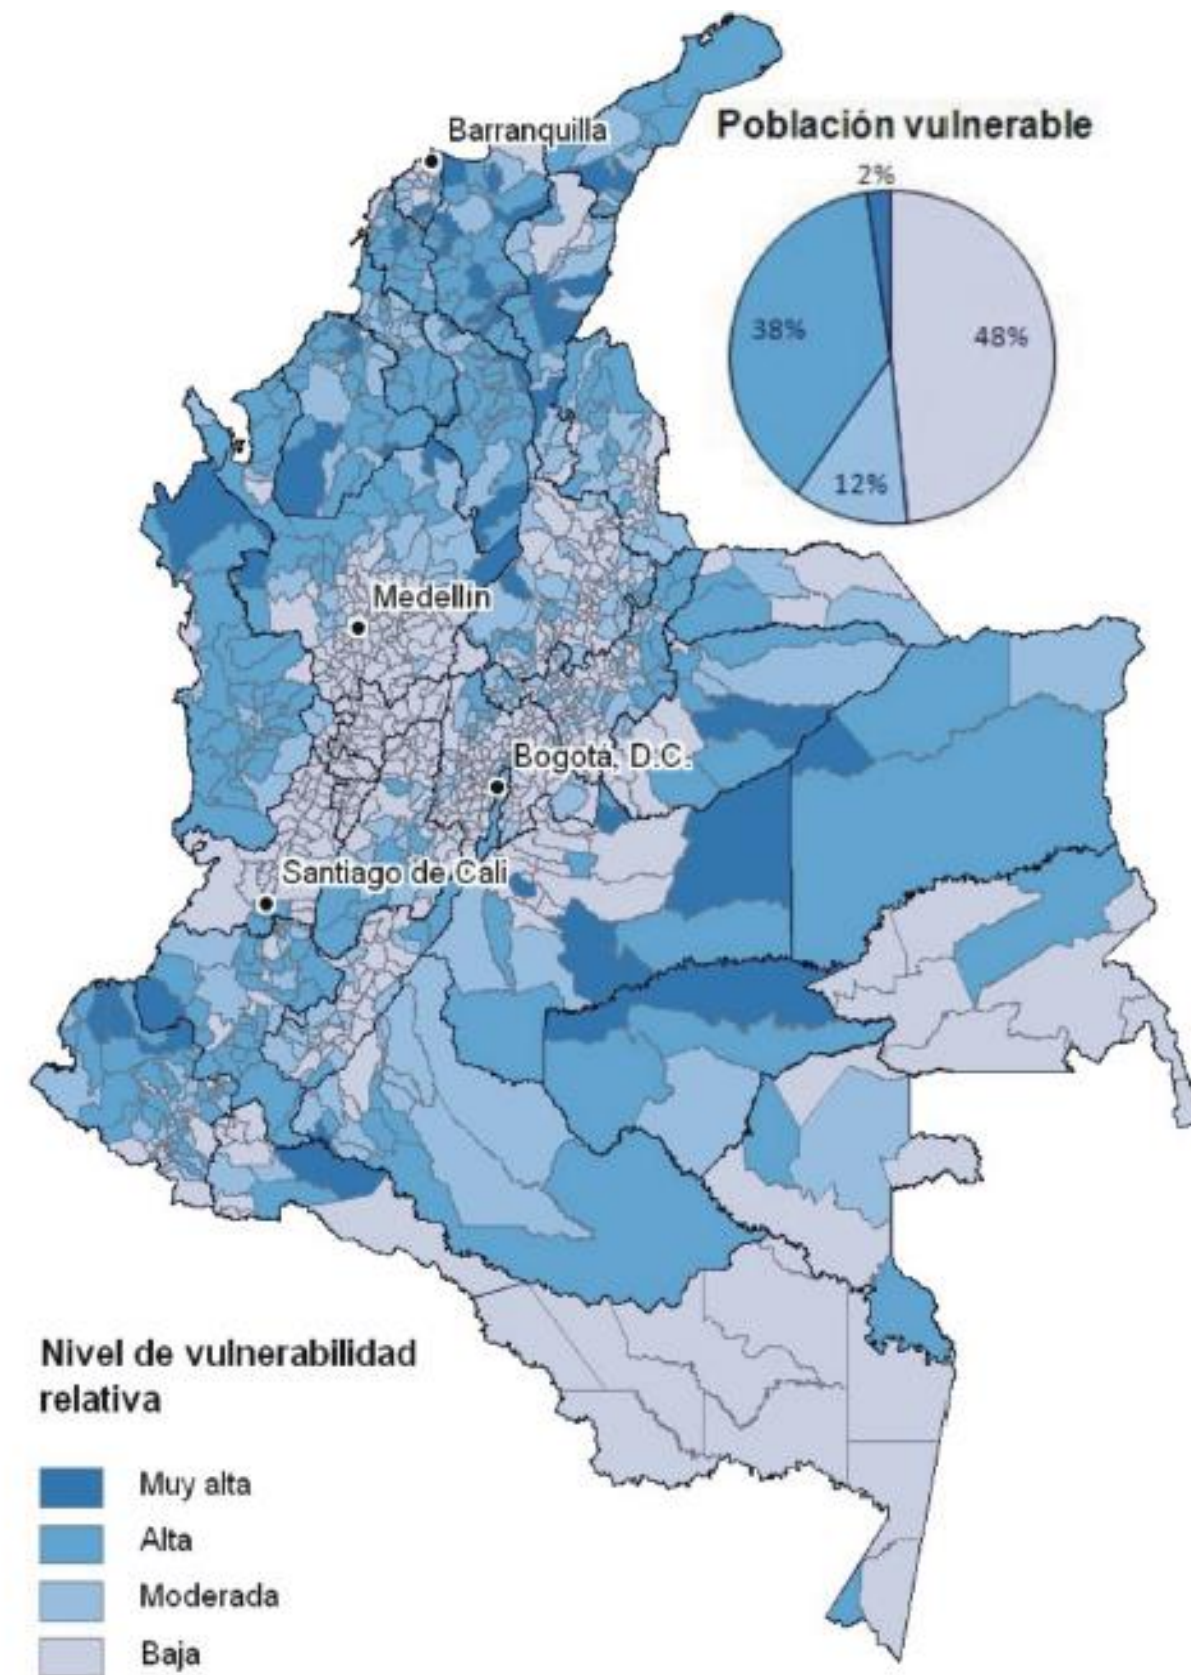 Barranquilla
Población vulnerable
2%
38%
48%
12%
Medellín
Bogotá, D.C.
Santiago de Cali
Nivel de vulnerabilidad
relativa
Muy alta
Alta
Moderada
Baja